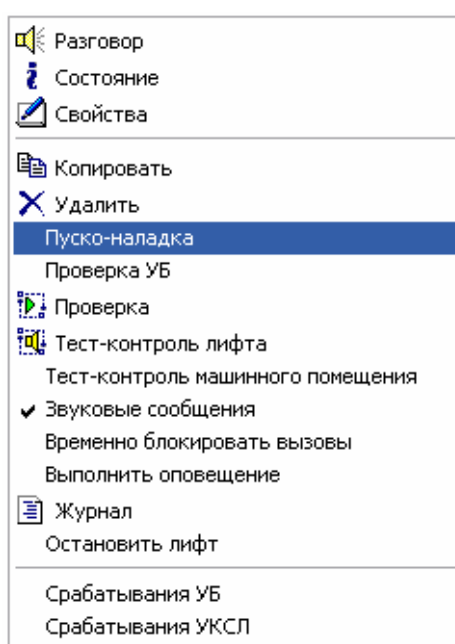 Разговор
Состояние
Свойства
Копировать
Удалить
Пуско-наладка
Проверка УБ
Проверка
Тест-контроль лифта
Тест-контроль машинного помещения
Звуковые сообщения
Временно блокировать вызовы
Выполнить оповещение
Журнал
Остановить лифт
Срабатывания УБ
Срабатывания УКСЛ